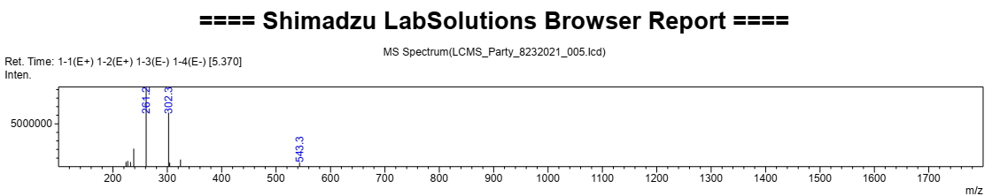 ==== Shimadzu LabSolutions Browser Report ====
MS Spectrum(LCMS_Party_8232021_005.lcd)
Ret. Time: 1-1(E+) 1-2(E+) 1-3(E-) 1-4(E-) [5.370]
Inten.
261.2
302.3
5000000
543.3
200 300 400 500 600 700 800 900 1000 1100 1200 1300 1400 1500 1600 1700
m/z